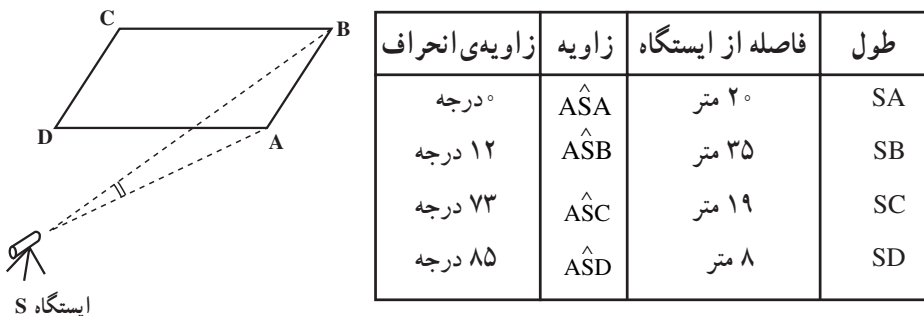 C
B
D
A
ایستگاه S
طول فاصله از ایستگاه زاویه زاویه‌ی انحراف
SA ۲۰ متر AŜA ۰ درجه
SB ۳۵ متر AŜB ۱۲ درجه
SC ۱۹ متر AŜC ۷۳ درجه
SD ۸ متر AŜD ۸۵ درجه